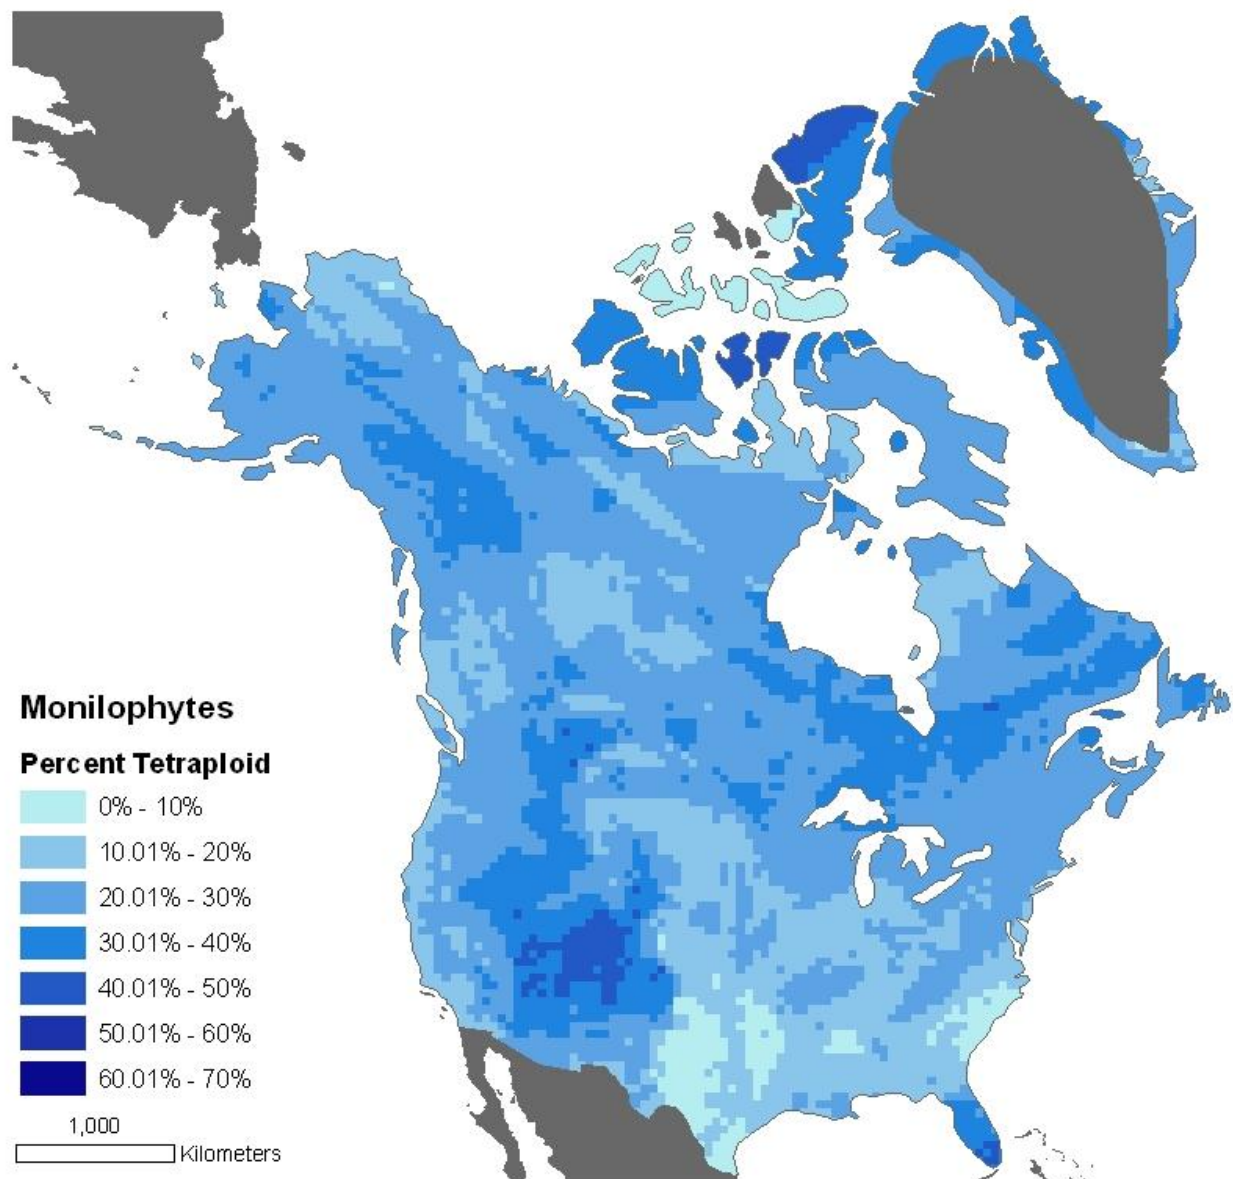 Monilophytes
Percent Tetraploid
0% - 10%
10.01% - 20%
20.01% - 30%
30.01% - 40%
40.01% - 50%
50.01% - 60%
60.01% - 70%
1,000
Kilometers